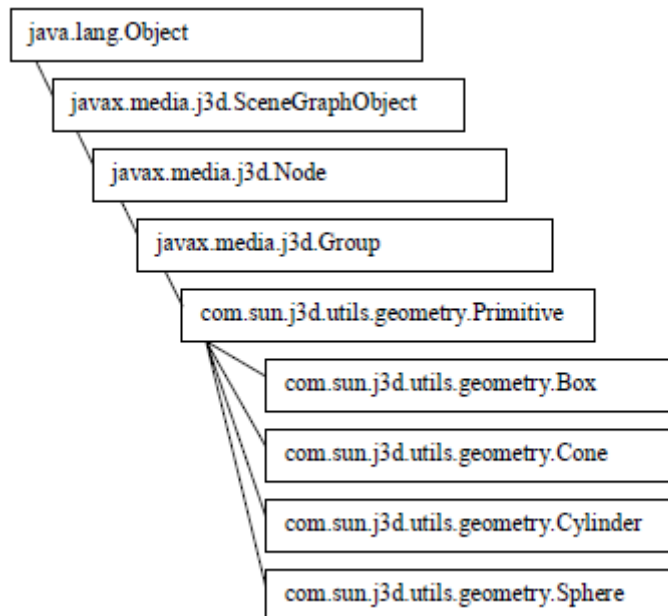 java.lang.Object
javax.media.j3d.SceneGraphObject
javax.media.j3d.Node
javax.media.j3d.Group
com.sun.j3d.utils.geometry.Primitive
com.sun.j3d.utils.geometry.Box
com.sun.j3d.utils.geometry.Cone
com.sun.j3d.utils.geometry.Cylinder
com.sun.j3d.utils.geometry.Sphere